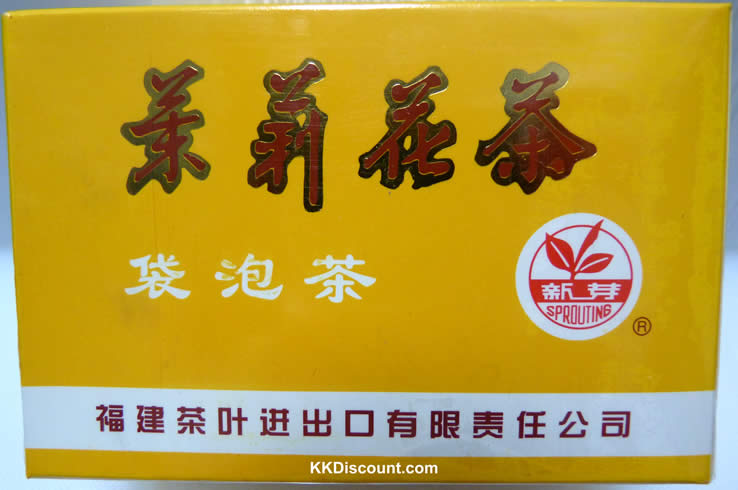 茉莉花茶
袋泡茶
新芽
SPROUTING
®
福建茶叶进出口有限责任公司
KKDiscount.com